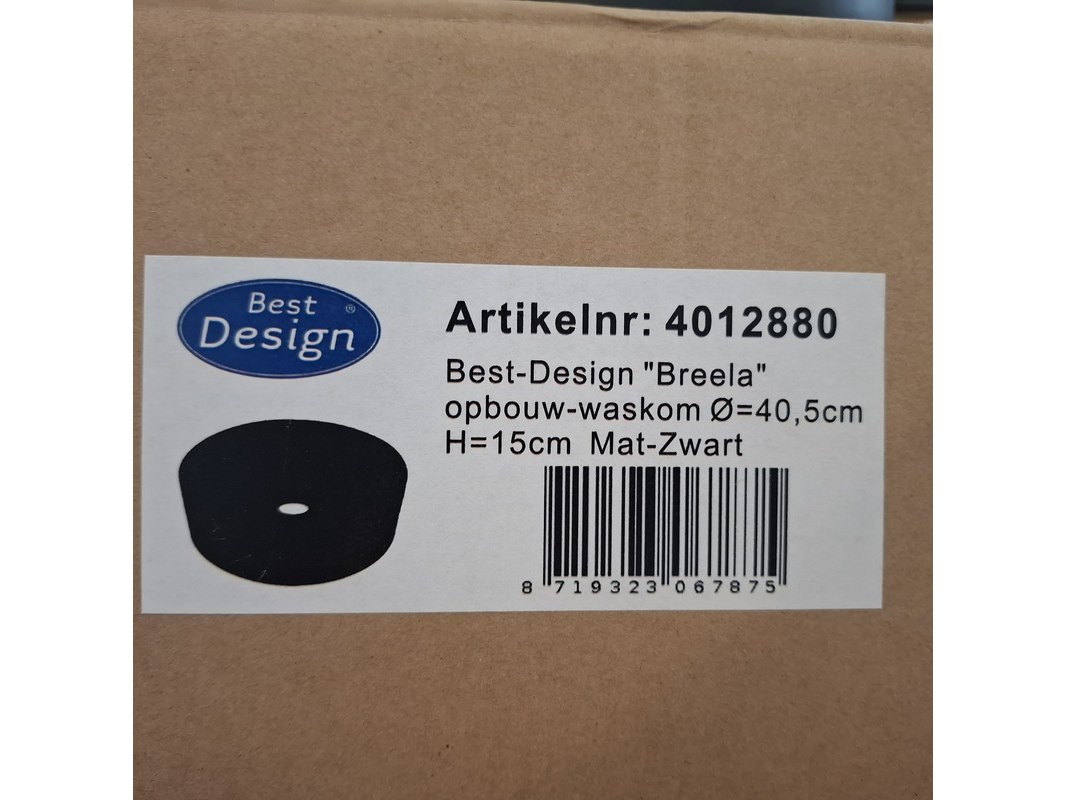 Best ®
Design
Artikelnr: 4012880
Best-Design "Breela"
opbouw-waskom Ø=40,5cm
H=15cm Mat-Zwart
8 719323 067875